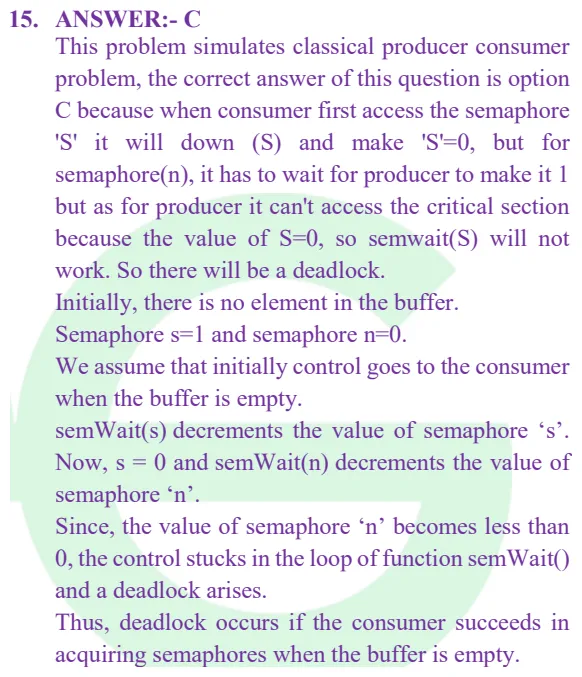 15. ANSWER:- C
This problem simulates classical producer consumer
problem, the correct answer of this question is option
C because when consumer first access the semaphore
'S' it will down (S) and make 'S'=0, but for
semaphore(n), it has to wait for producer to make it 1
but as for producer it can't access the critical section
because the value of S=0, so semwait(S) will not
work. So there will be a deadlock.
Initially, there is no element in the buffer.
Semaphore s=1 and semaphore n=0.
We assume that initially control goes to the consumer
when the buffer is empty.
semWait(s) decrements the value of semaphore ‘s’.
Now, s = 0 and semWait(n) decrements the value of
semaphore ‘n’.
Since, the value of semaphore ‘n’ becomes less than
0, the control stucks in the loop of function semWait()
and a deadlock arises.
Thus, deadlock occurs if the consumer succeeds in
acquiring semaphores when the buffer is empty.